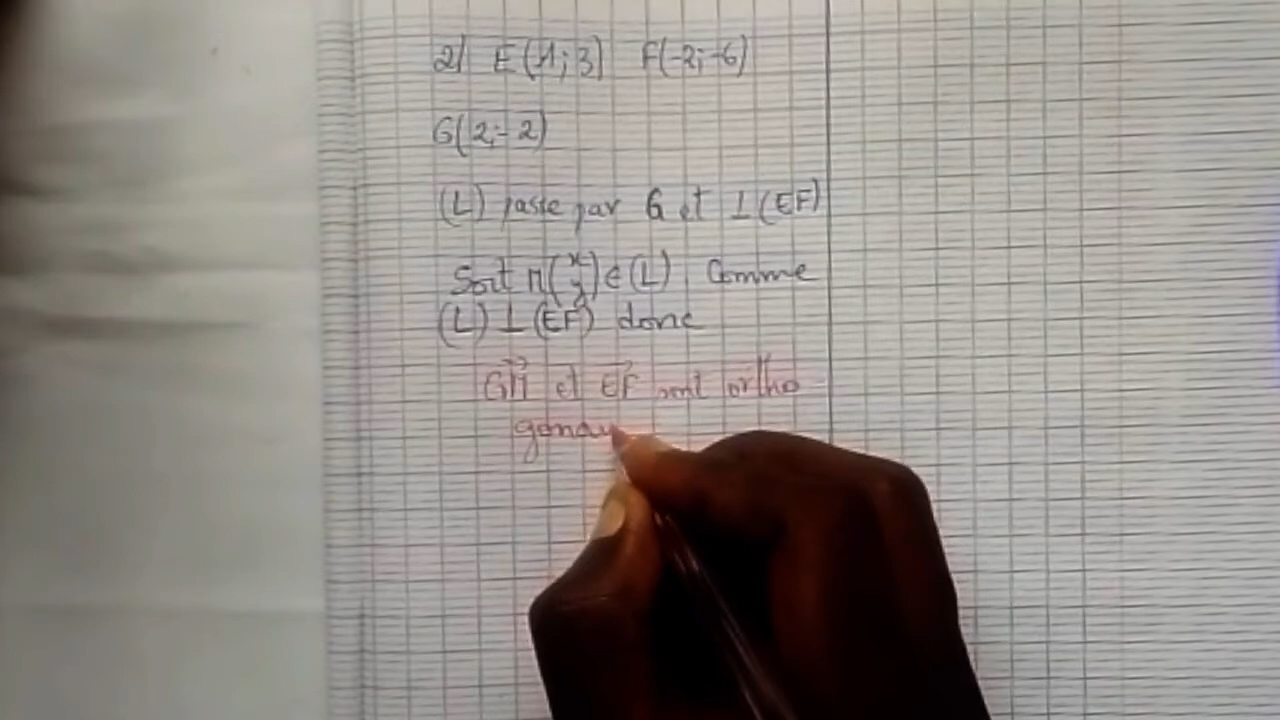 2) E(-1; 3) F(-2; -6)
G(2; -2)
(L) passe par G et ⊥ (EF)
Soit M(x y) ∈ (L), Comme
(L) ⊥ (EF) donc
GM et EF sont ortho
gonaux